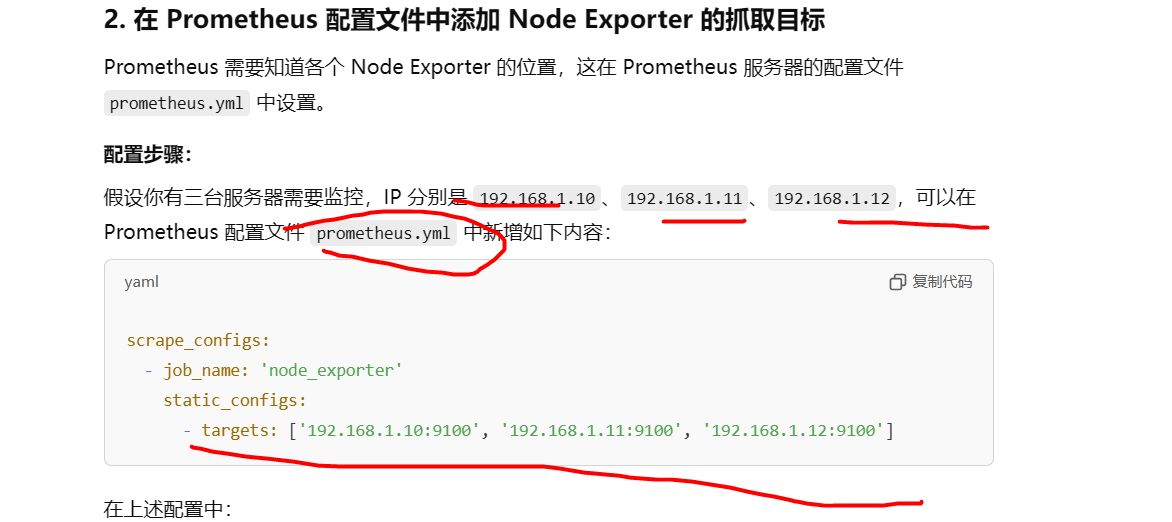 2. 在 Prometheus 配置文件中添加 Node Exporter 的抓取目标
Prometheus 需要知道各个 Node Exporter 的位置，这在 Prometheus 服务器的配置文件
prometheus.yml 中设置。
配置步骤：
假设你有三台服务器需要监控，IP 分别是 192.168.1.10、192.168.1.11、192.168.1.12，可以在
Prometheus 配置文件 prometheus.yml 中新增如下内容：
yaml 复制代码
scrape_configs:
  - job_name: 'node_exporter'
    static_configs:
      - targets: ['192.168.1.10:9100', '192.168.1.11:9100', '192.168.1.12:9100']
在上述配置中：